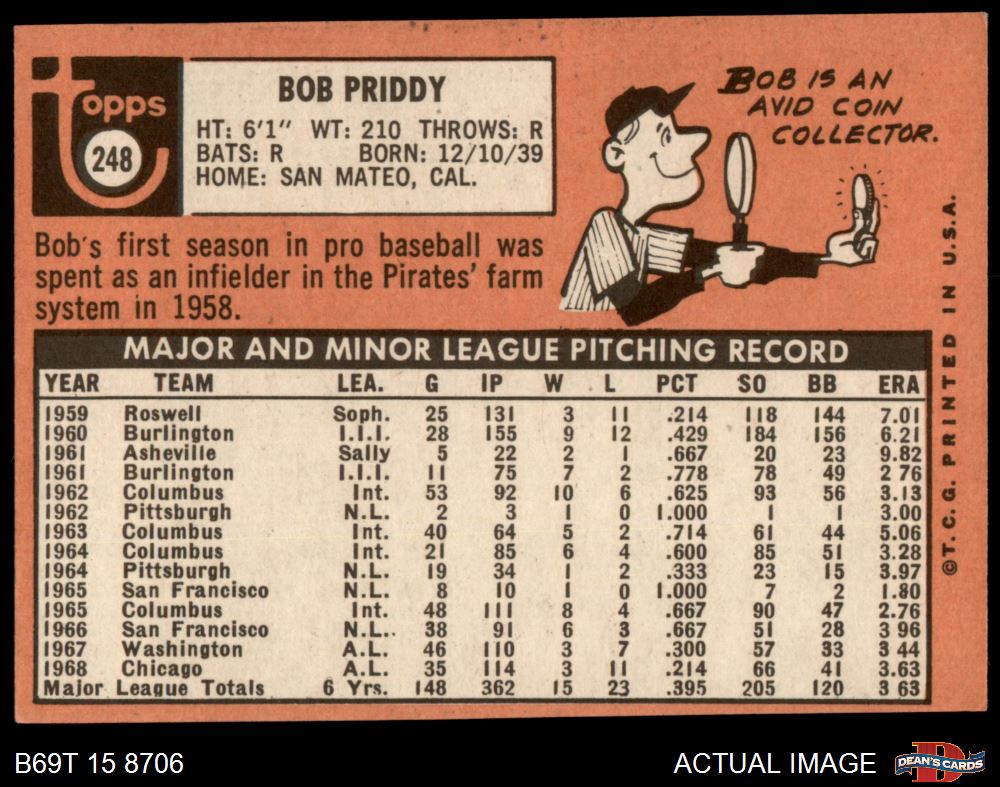 topps
248
BOB PRIDDY
HT: 6'1" WT: 210 THROWS: R
BATS: R BORN: 12/10/39
HOME: SAN MATEO, CAL.
BOB IS AN
AVID COIN
COLLECTOR.
Bob's first season in pro baseball was
spent as an infielder in the Pirates' farm
system in 1958.
MAJOR AND MINOR LEAGUE PITCHING RECORD
YEAR TEAM LEA. G IP W L PCT SO BB ERA
1959 Roswell Soph. 25 131 3 11 .214 118 144 7.01
1960 Burlington I.I.I. 28 155 9 12 .429 184 156 6.21
1961 Asheville Sally 5 22 2 1 .667 20 23 9.82
1961 Burlington I.I.I. 11 75 7 2 .778 78 49 2 76
1962 Columbus Int. 53 92 10 6 .625 93 56 3.13
1962 Pittsburgh N.L. 2 3 1 0 1.000 1 1 3.00
1963 Columbus Int. 40 64 5 2 .714 61 44 5.06
1964 Columbus Int. 21 85 6 4 .600 85 51 3.28
1964 Pittsburgh N.L. 19 34 1 2 .333 23 15 3.97
1965 San Francisco N.L. 8 10 1 0 1.000 7 2 1.80
1965 Columbus Int. 48 111 8 4 .667 90 47 2.76
1966 San Francisco N.L. 38 91 6 3 .667 51 28 3 96
1967 Washington A.L. 46 110 3 7 .300 57 33 3 44
1968 Chicago A.L. 35 114 3 11 .214 66 41 3.63
Major League Totals 6 Yrs. 148 362 15 23 .395 205 120 3 63
©T. C. G. PRINTED IN U. S. A.
B69T 15 8706
ACTUAL IMAGE
DEAN'S CARDS